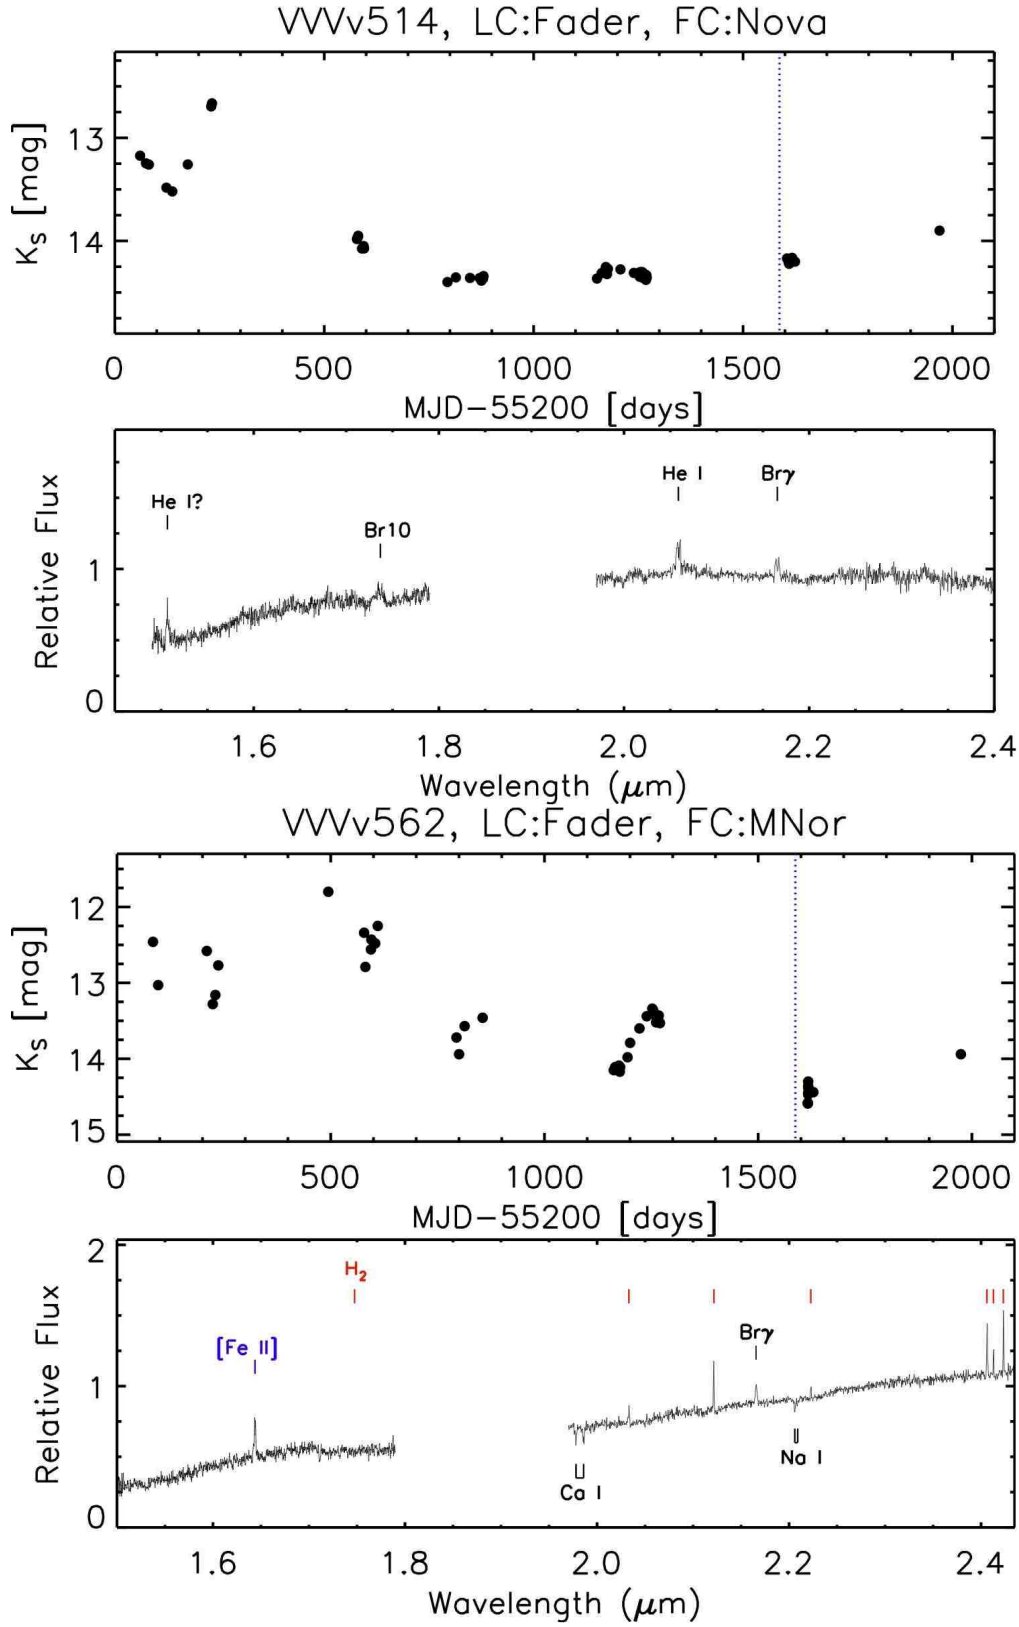 VVVv514, LC:Fader, FC:Nova
13
14
K_S [mag]
0 500 1000 1500 2000
MJD-55200 [days]
He I?
Br10
He I
Brγ
1
0
Relative Flux
1.6 1.8 2.0 2.2 2.4
Wavelength (μm)
VVVv562, LC:Fader, FC:MNor
12
13
14
15
K_S [mag]
0 500 1000 1500 2000
MJD-55200 [days]
2
H₂
[Fe II]
Brγ
1
Na I
Ca I
0
Relative Flux
1.6 1.8 2.0 2.2 2.4
Wavelength (μm)